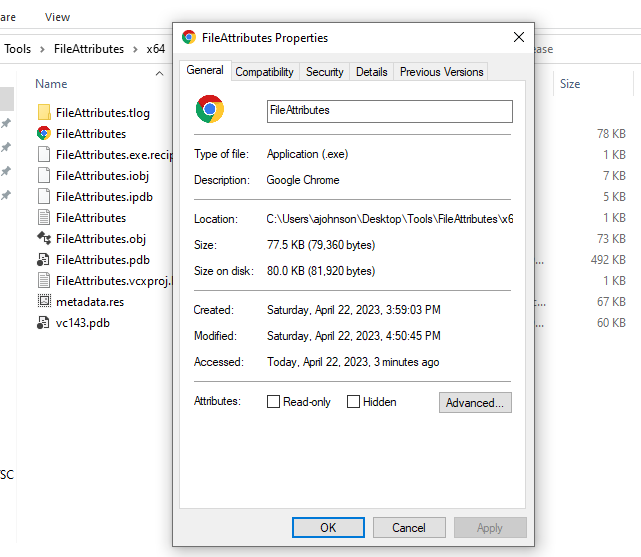 are View
Tools FileAttributes x64
ease
Name
Size
FileAttributes.tlog
FileAttributes 78 KB
FileAttributes.exe.recip 1 KB
FileAttributes.iobj 7 KB
FileAttributes.ipdb 5 KB
FileAttributes 1 KB
FileAttributes.obj 73 KB
FileAttributes.pdb ... 492 KB
FileAttributes.vcxproj. 1 KB
metadata.res ... 67 KB
vc143.pdb ... 60 KB
FileAttributes Properties
General Compatibility Security Details Previous Versions
FileAttributes
Type of file: Application (.exe)
Description: Google Chrome
Location: C:\Users\ajohnson\Desktop\Tools\FileAttributes\x6
Size: 77.5 KB (79,360 bytes)
Size on disk: 80.0 KB (81,920 bytes)
Created: Saturday, April 22, 2023, 3:59:03 PM
Modified: Saturday, April 22, 2023, 4:50:45 PM
Accessed: Today, April 22, 2023, 3 minutes ago
Attributes: Read-only Hidden Advanced...
OK Cancel Apply